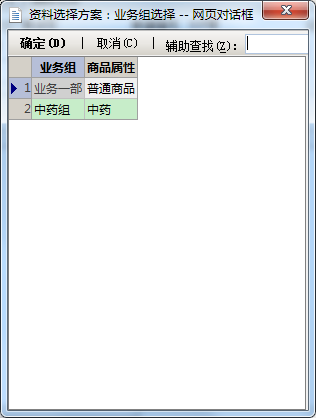 资料选择方案：业务组选择 -- 网页对话框
确定(D) | 取消(C) | 辅助查找(Z):
业务组 商品属性
1 业务一部 普通商品
2 中药组 中药